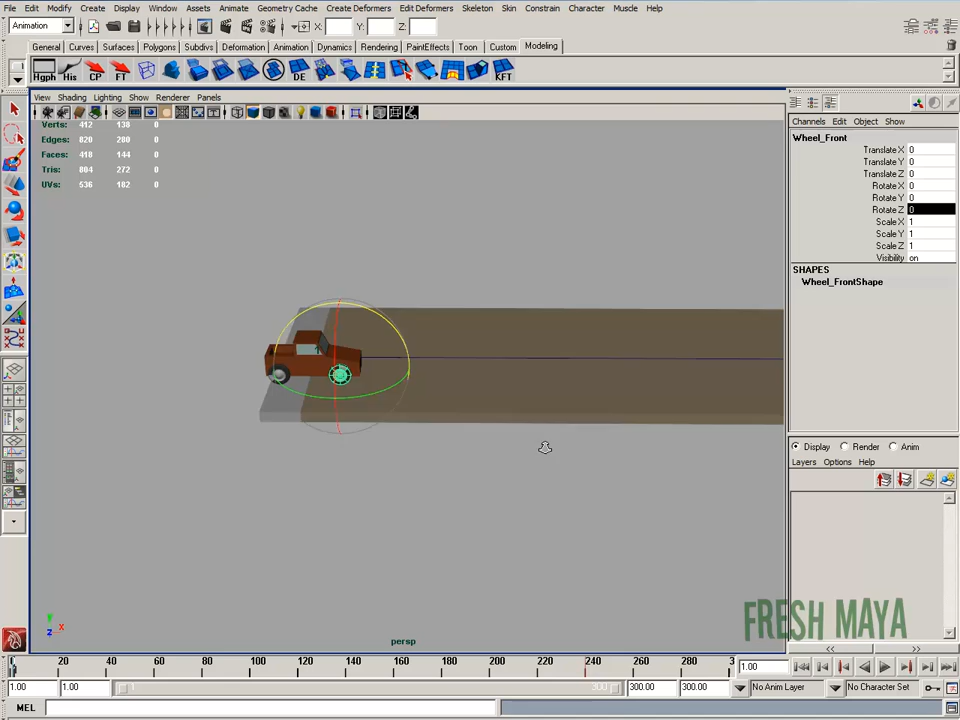 File Edit Modify Create Display Window Assets Animate Geometry Cache Create Deformers Edit Deformers Skeleton Skin Constrain Character Muscle Help
Animation X: Y: Z:
General Curves Surfaces Polygons Subdivs Deformation Animation Dynamics Rendering PaintEffects Toon Custom Modeling
Hgph His CP FT DE KFT
View Shading Lighting Show Renderer Panels
Channels Edit Object Show
Verts: 412 138 0
Edges: 820 280 0
Faces: 418 144 0
Tris: 804 272 0
UVs: 536 182 0
Wheel_Front
Translate X 0
Translate Y 0
Translate Z 0
Rotate X 0
Rotate Y 0
Rotate Z 0
Scale X 1
Scale Y 1
Scale Z 1
Visibility on
SHAPES
Wheel_FrontShape
Display Render Anim
Layers Options Help
FRESH MAYA
y
z x
persp
20 40 60 80 100 120 140 160 180 200 220 240 260 280 3 1.00
1.00 1.00 300 300.00 300.00 No Anim Layer No Character Set
MEL